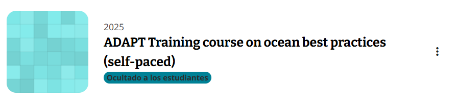 2025
ADAPT Training course on ocean best practices
(self-paced)
Ocultado a los estudiantes